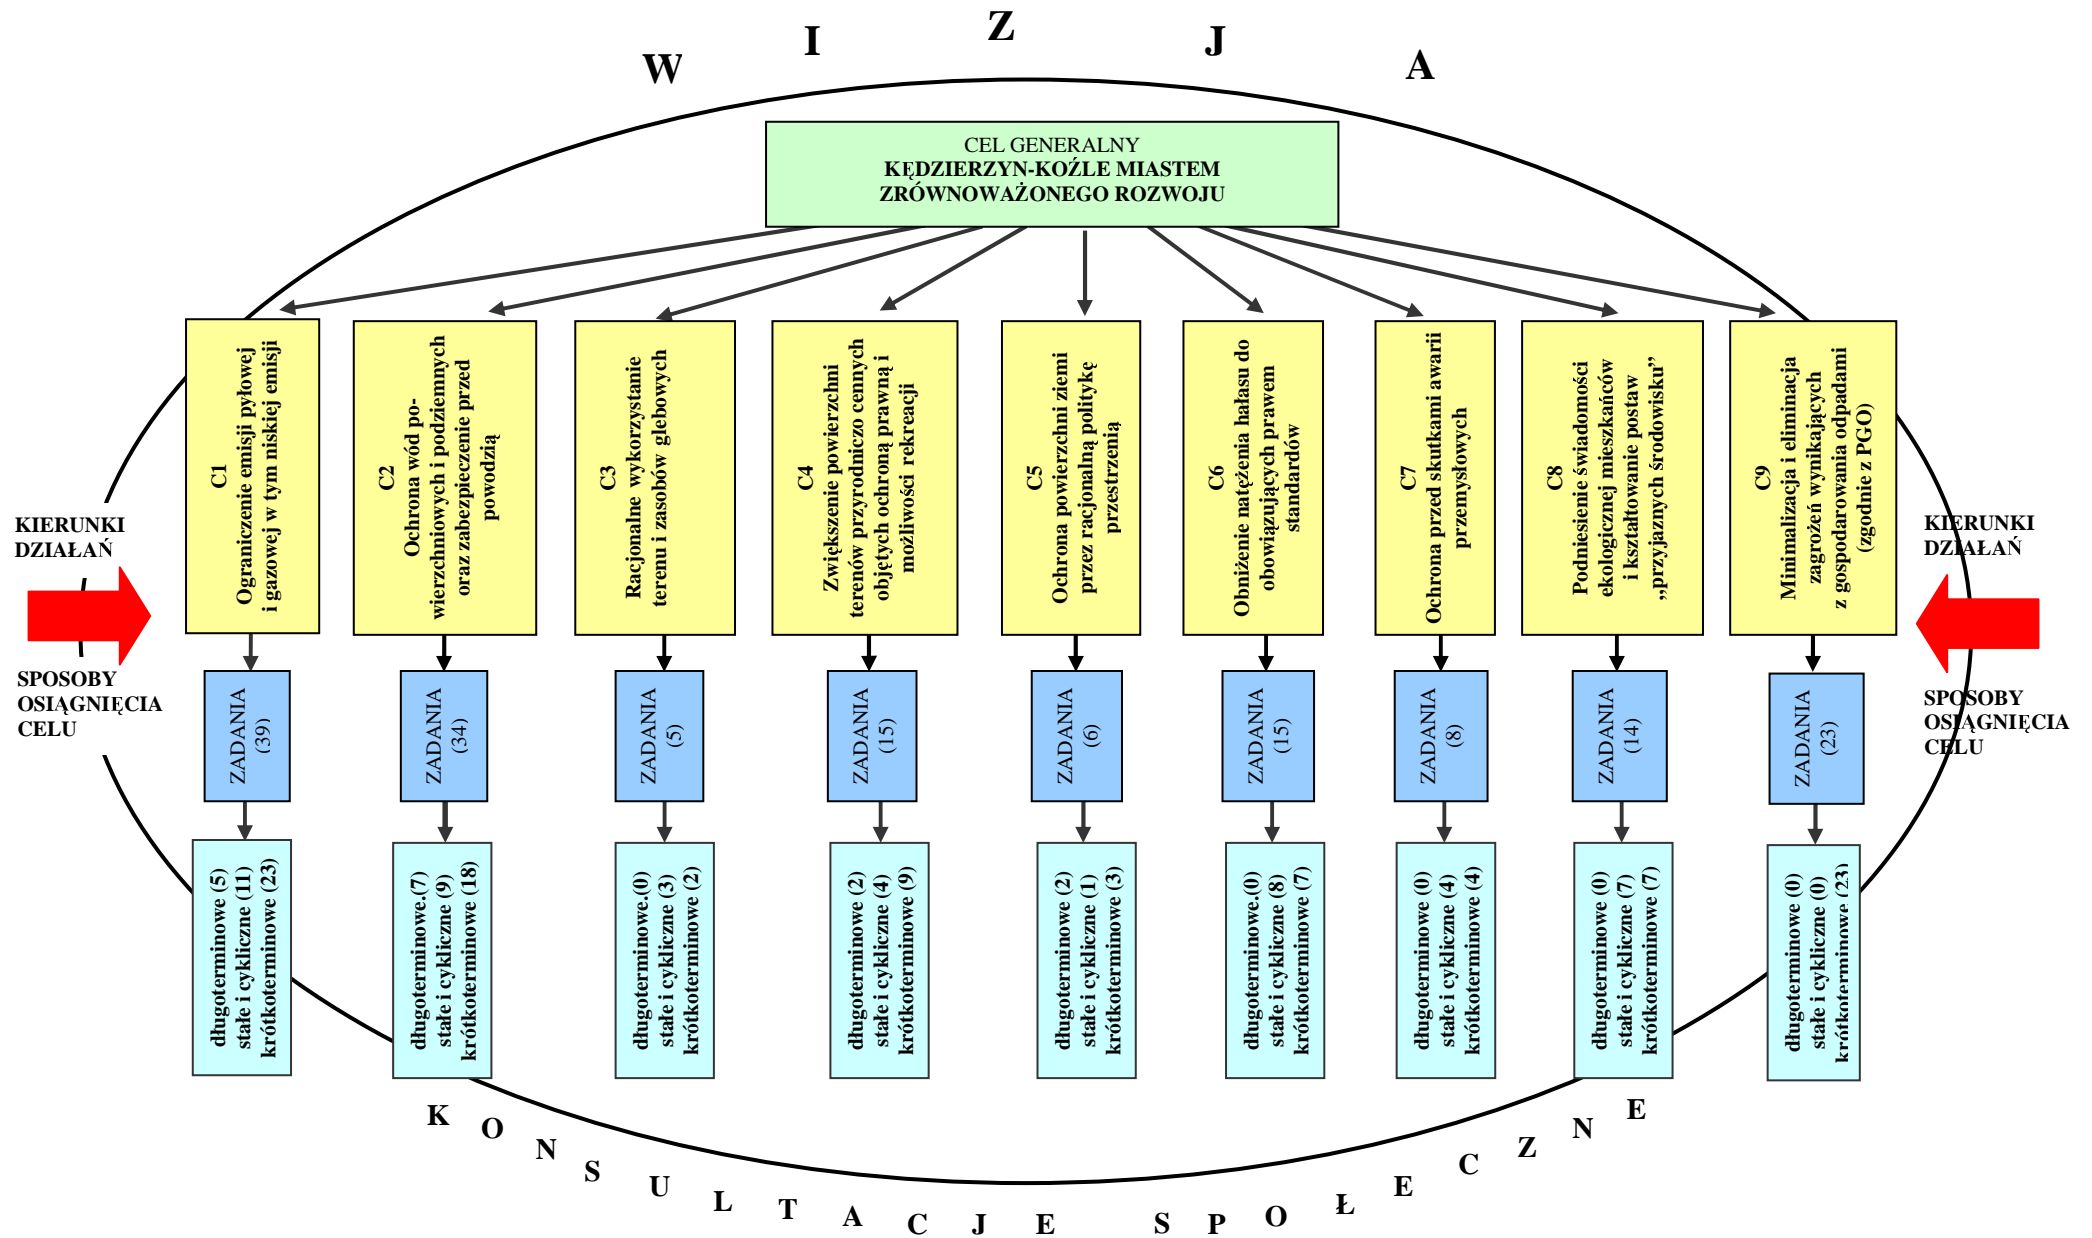 W I Z J A
CEL GENERALNY
KĘDZIERZYN-KOŹLE MIASTEM
ZRÓWNOWAŻONEGO ROZWOJU
KIERUNKI
DZIAŁAŃ
SPOSOBY
OSIĄGNIĘCIA
CELU
C1
Ograniczenie emisji pyłowej
i gazowej w tym niskiej emisji
C2
Ochrona wód po-
wierzchniowych i podziemnych
oraz zabezpieczenie przed
powodzią
C3
Racjonalne wykorzystanie
terenu i zasobów glebowych
C4
Zwiększenie powierzchni
terenów przyrodniczo cennych
objętych ochroną prawną i
możliwości rekreacji
C5
Ochrona powierzchni ziemi
przez racjonalną politykę
przestrzenią
C6
Obniżenie natężenia hałasu do
obowiązujących prawem
standardów
C7
Ochrona przed skutkami awarii
przemysłowych
C8
Podniesienie świadomości
ekologicznej mieszkańców
i kształtowanie postaw
„przyjaznych środowisku”
C9
Minimalizacja i eliminacja
zagrożeń wynikających
z gospodarowania odpadami
(zgodnie z PGO)
KIERUNKI
DZIAŁAŃ
SPOSOBY
OSIĄGNIĘCIA
CELU
ZADANIA
(39)
ZADANIA
(34)
ZADANIA
(5)
ZADANIA
(15)
ZADANIA
(6)
ZADANIA
(15)
ZADANIA
(8)
ZADANIA
(14)
ZADANIA
(23)
długoterminowe (5)
stałe i cykliczne (11)
krótkoterminowe (23)
długoterminowe.(7)
stałe i cykliczne (9)
krótkoterminowe (18)
długoterminowe.(0)
stałe i cykliczne (3)
krótkoterminowe (2)
długoterminowe (2)
stałe i cykliczne (4)
krótkoterminowe (9)
długoterminowe (2)
stałe i cykliczne (1)
krótkoterminowe (3)
długoterminowe.(0)
stałe i cykliczne (8)
krótkoterminowe (7)
długoterminowe (0)
stałe i cykliczne (4)
krótkoterminowe (4)
długoterminowe (0)
stałe i cykliczne (7)
krótkoterminowe (7)
długoterminowe (0)
stałe i cykliczne (0)
krótkoterminowe (23)
K O N S U L T A C J E S P O Ł E C Z N E